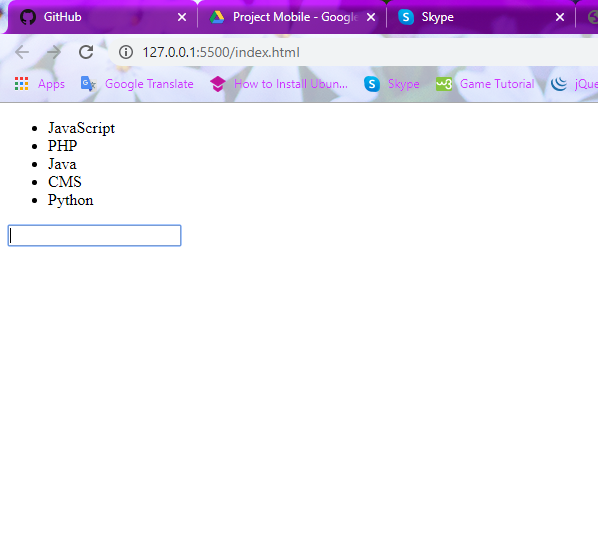 GitHub Project Mobile - Google Skype
127.0.0.1:5500/index.html
Apps Google Translate How to Install Ubun... Skype Game Tutorial jQue
JavaScript
PHP
Java
CMS
Python